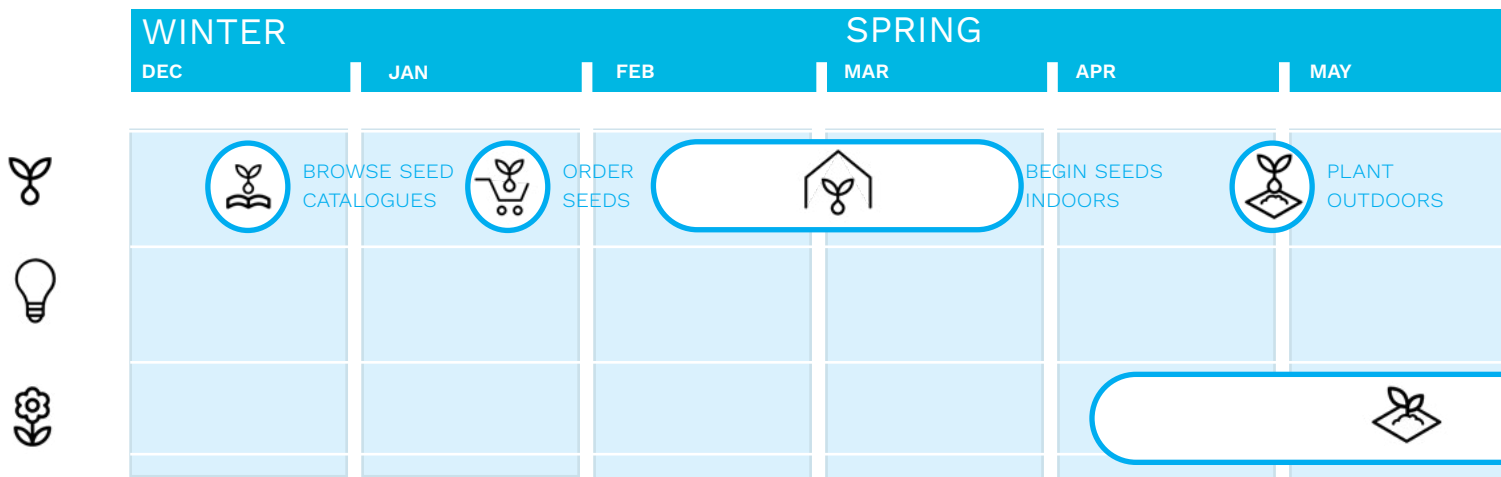 WINTER
SPRING
DEC
JAN
FEB
MAR
APR
MAY
BROWSE SEED
CATALOGUES
ORDER
SEEDS
BEGIN SEEDS
INDOORS
PLANT
OUTDOORS